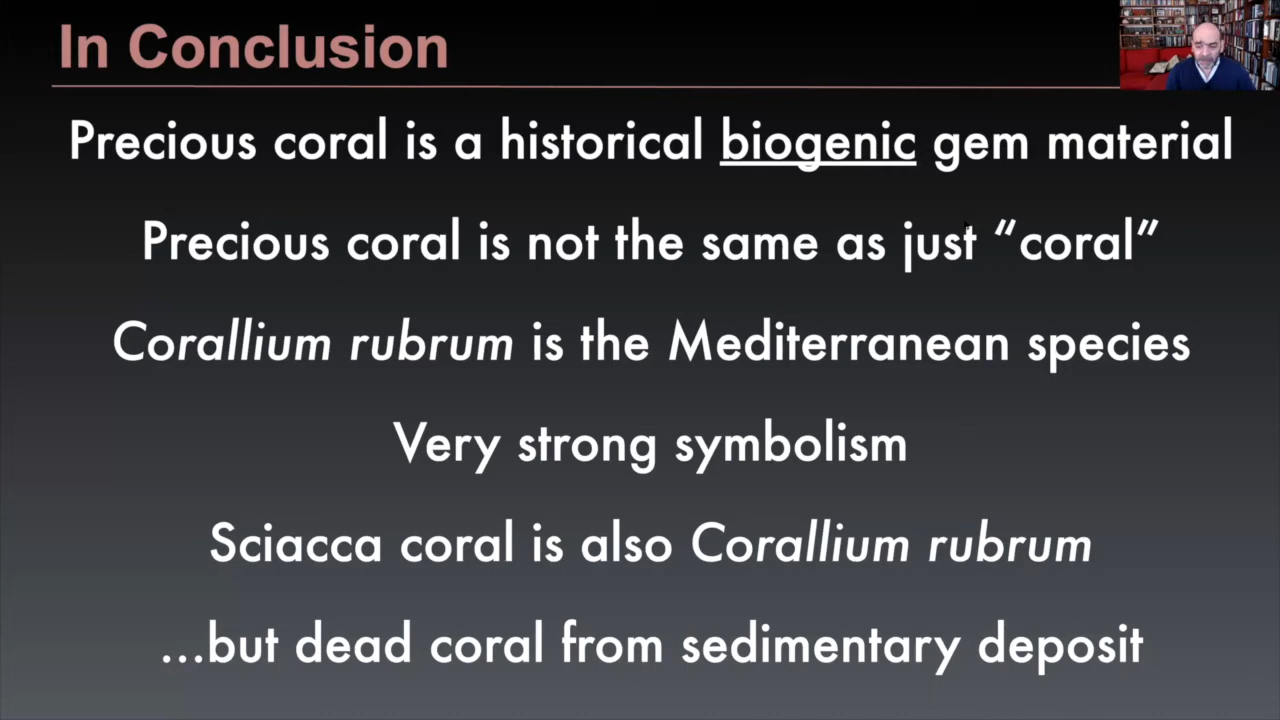 In Conclusion
Precious coral is a historical biogenic gem material
Precious coral is not the same as just “coral”
Corallium rubrum is the Mediterranean species
Very strong symbolism
Sciacca coral is also Corallium rubrum
...but dead coral from sedimentary deposit